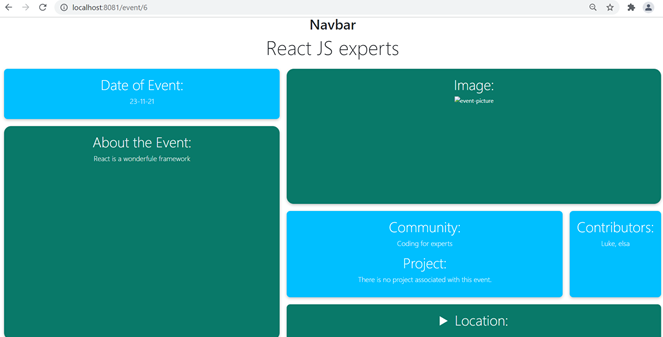 localhost:8081/event/6
Navbar
React JS experts
Date of Event:
23-11-21
About the Event:
React is a wonderfule framework
Image:
event-picture
Community:
Coding for experts
Project:
There is no project associated with this event.
Contributors:
Luke, elsa
▶ Location: